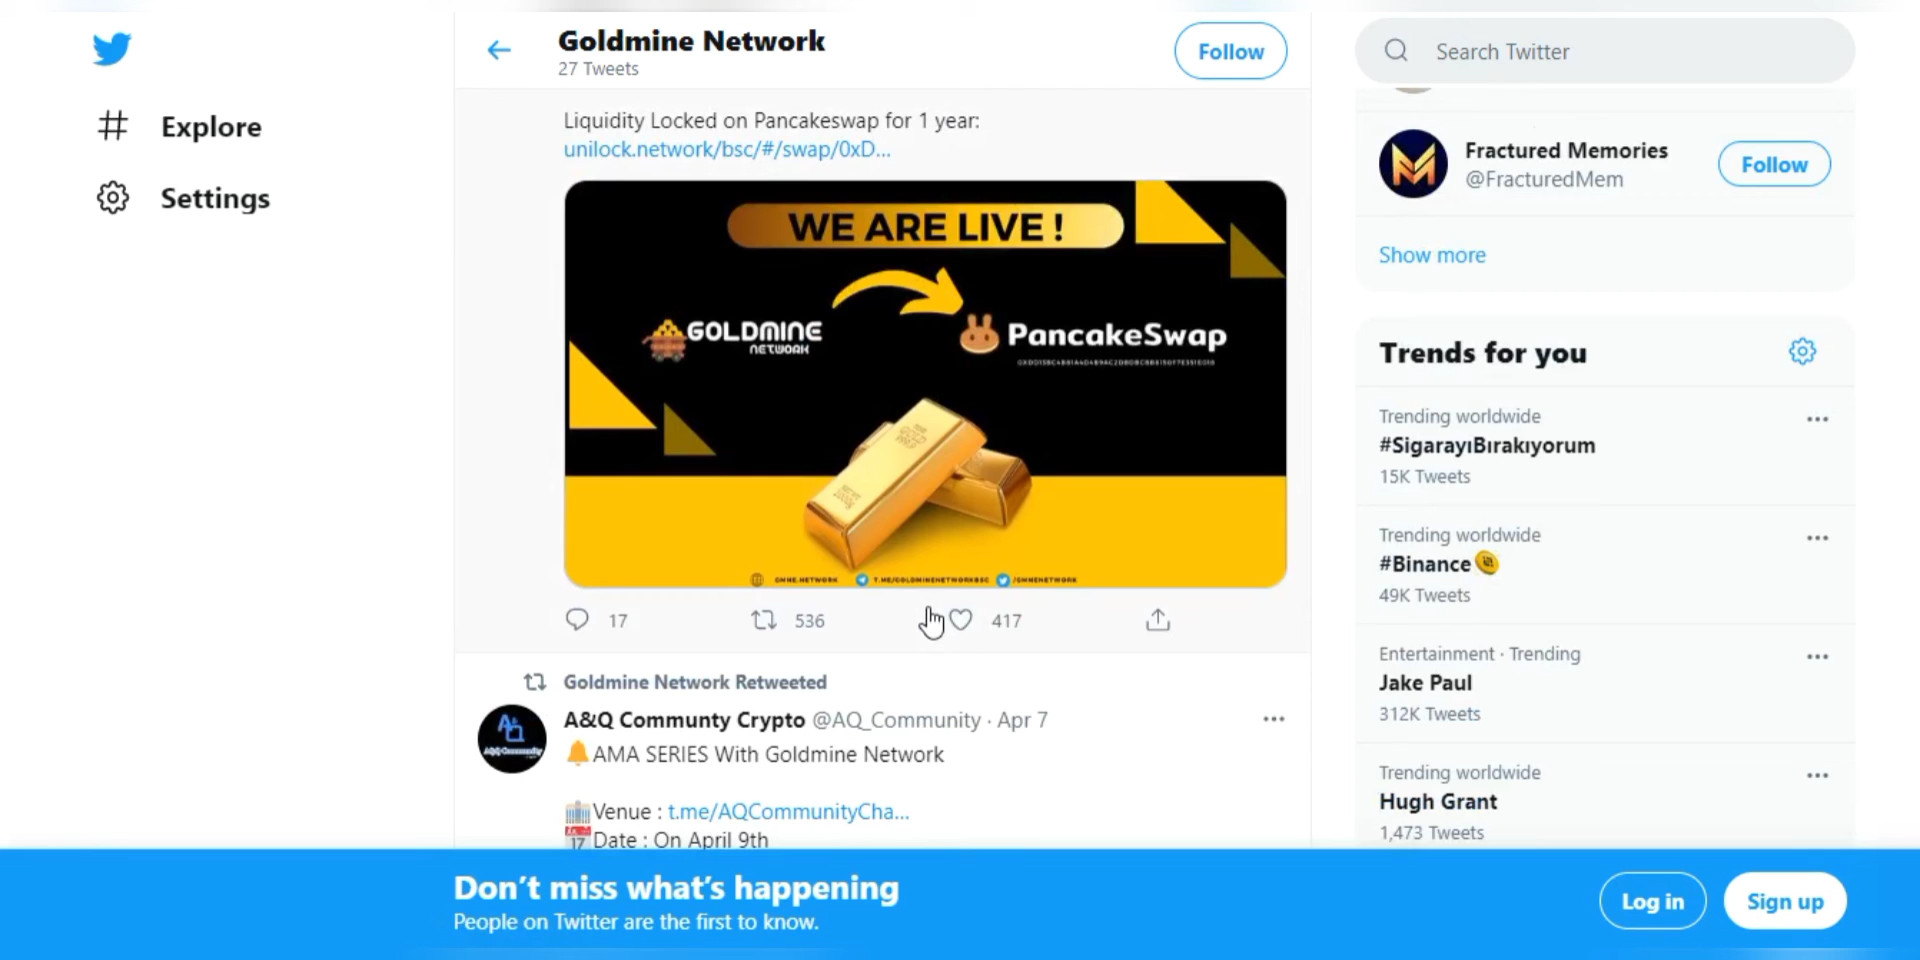 Goldmine Network
27 Tweets
Follow
Search Twitter
Explore
Settings
Liquidity Locked on Pancakeswap for 1 year:
unilock.network/bsc/#/swap/0xD...
WE ARE LIVE !
GOLDMINE
NETWORK
PancakeSwap
GMNE.NETWORK
T.ME/GOLDMINENETWORKBSC
/GMNENETWORK
17
536
417
Goldmine Network Retweeted
A&Q Communty Crypto @AQ_Community · Apr 7
🔔AMA SERIES With Goldmine Network
Venue : t.me/AQCommunityCha...
Date : On April 9th
Fractured Memories
@FracturedMem
Follow
Show more
Trends for you
Trending worldwide
#SigarayıBırakıyorum
15K Tweets
Trending worldwide
#Binance
49K Tweets
Entertainment · Trending
Jake Paul
312K Tweets
Trending worldwide
Hugh Grant
1,473 Tweets
Don’t miss what’s happening
People on Twitter are the first to know.
Log in
Sign up